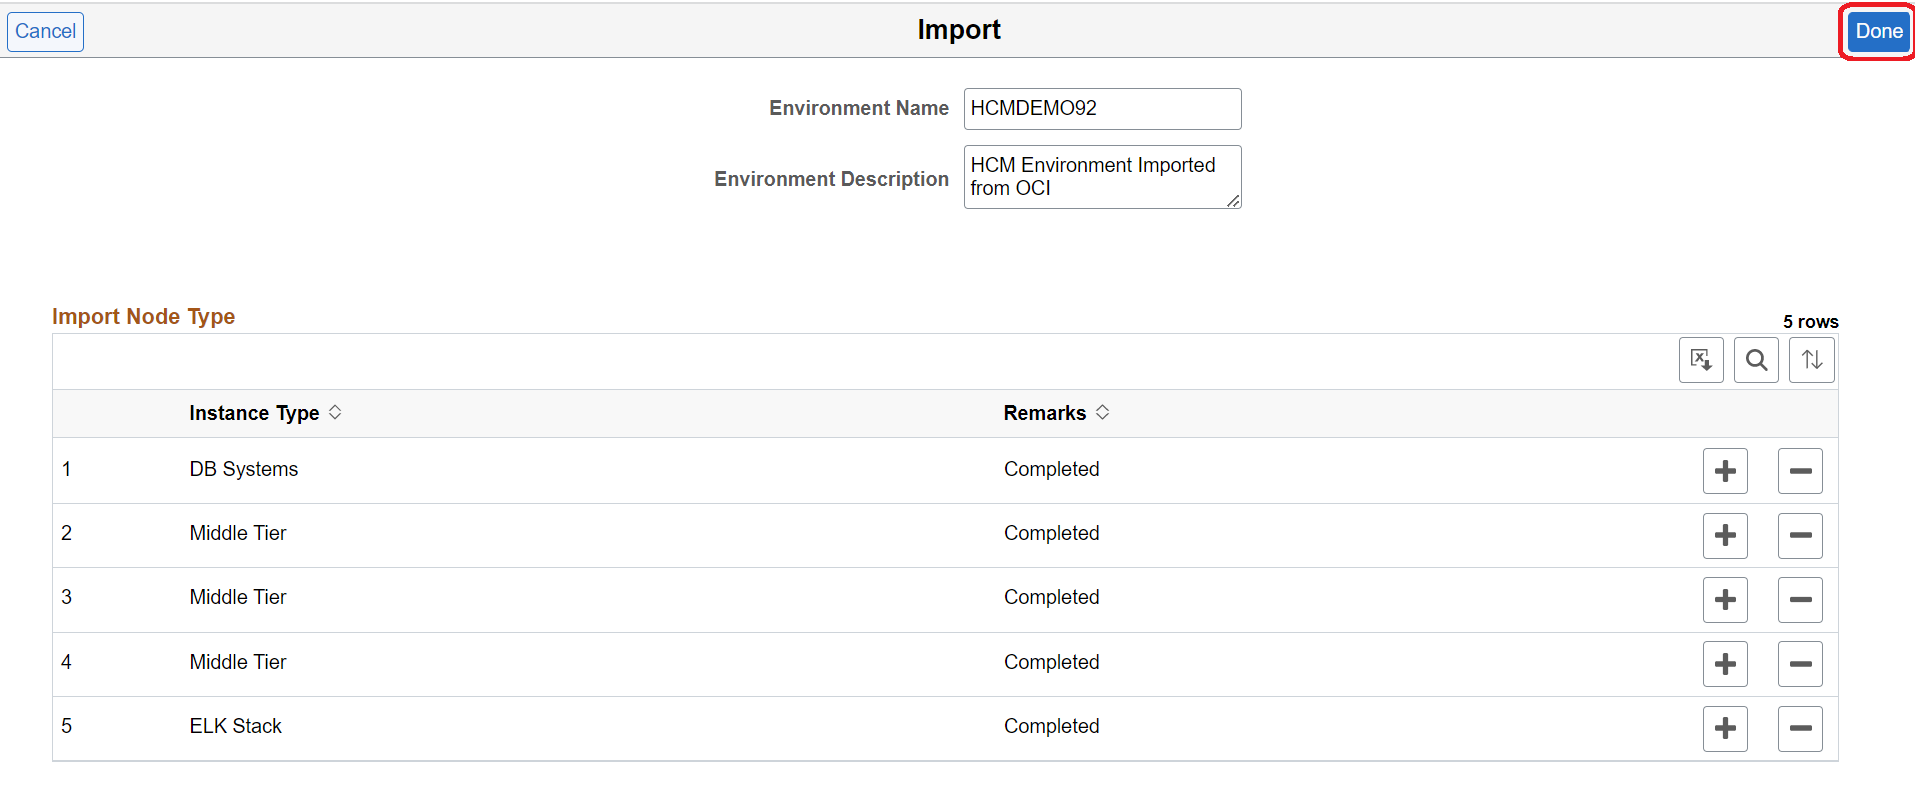 Cancel
Import
Done
Environment Name
HCMDEMO92
Environment Description
HCM Environment Imported
from OCI
Import Node Type
5 rows
Instance Type
Remarks
1 DB Systems Completed
2 Middle Tier Completed
3 Middle Tier Completed
4 Middle Tier Completed
5 ELK Stack Completed